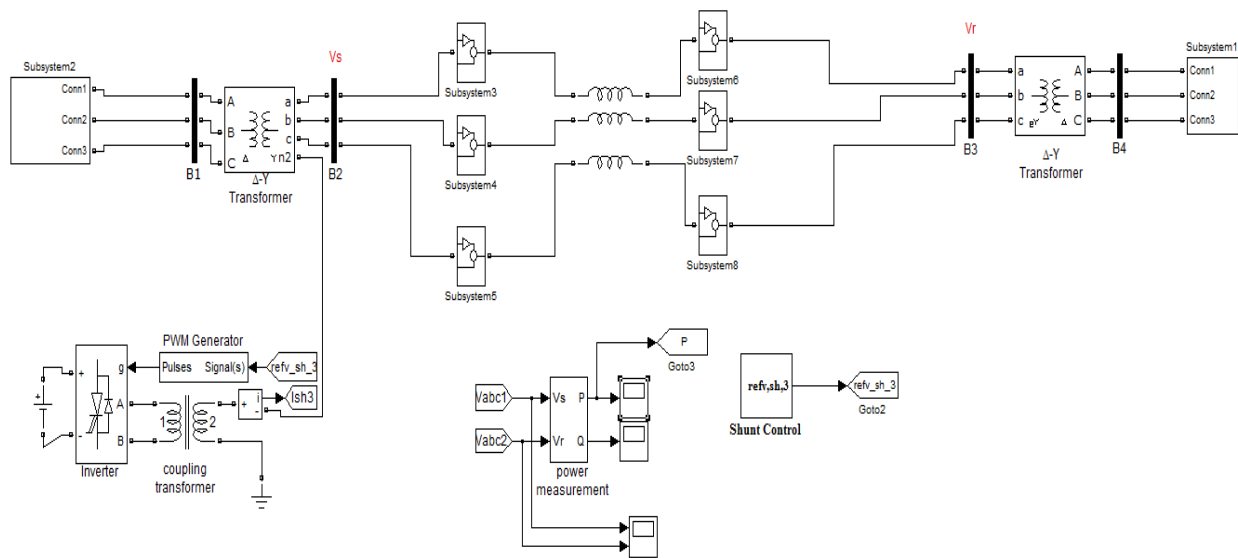 Subsystem2
Conn1
Conn2
Conn3
B1
A
B
C
a
b
c
n2
Δ
Y
Δ-Y
Transformer
Vs
B2
Subsystem3
Subsystem4
Subsystem5
Subsystem6
Subsystem7
Subsystem8
Vr
B3
a
b
c
A
B
C
gY
Δ
Δ-Y
Transformer
B4
Subsystem1
Conn1
Conn2
Conn3
PWM Generator
Pulses
Signal(s)
refv_sh_3
+
-
g
A
B
Inverter
1
2
coupling
transformer
+
-
i
Ish3
Vabc1
Vabc2
Vs
Vr
P
Q
power
measurement
P
Goto3
refv,sh,3
Shunt Control
refv_sh_3
Goto2